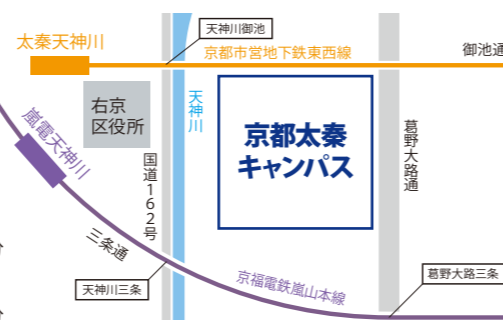 天神川御池
太秦天神川
京都市営地下鉄東西線
御池通
右京
区役所
天神川
京都太秦
キャンパス
葛野大路通
嵐電天神川
国道162号
三条通
天神川三条
京福電鉄嵐山本線
葛野大路三条